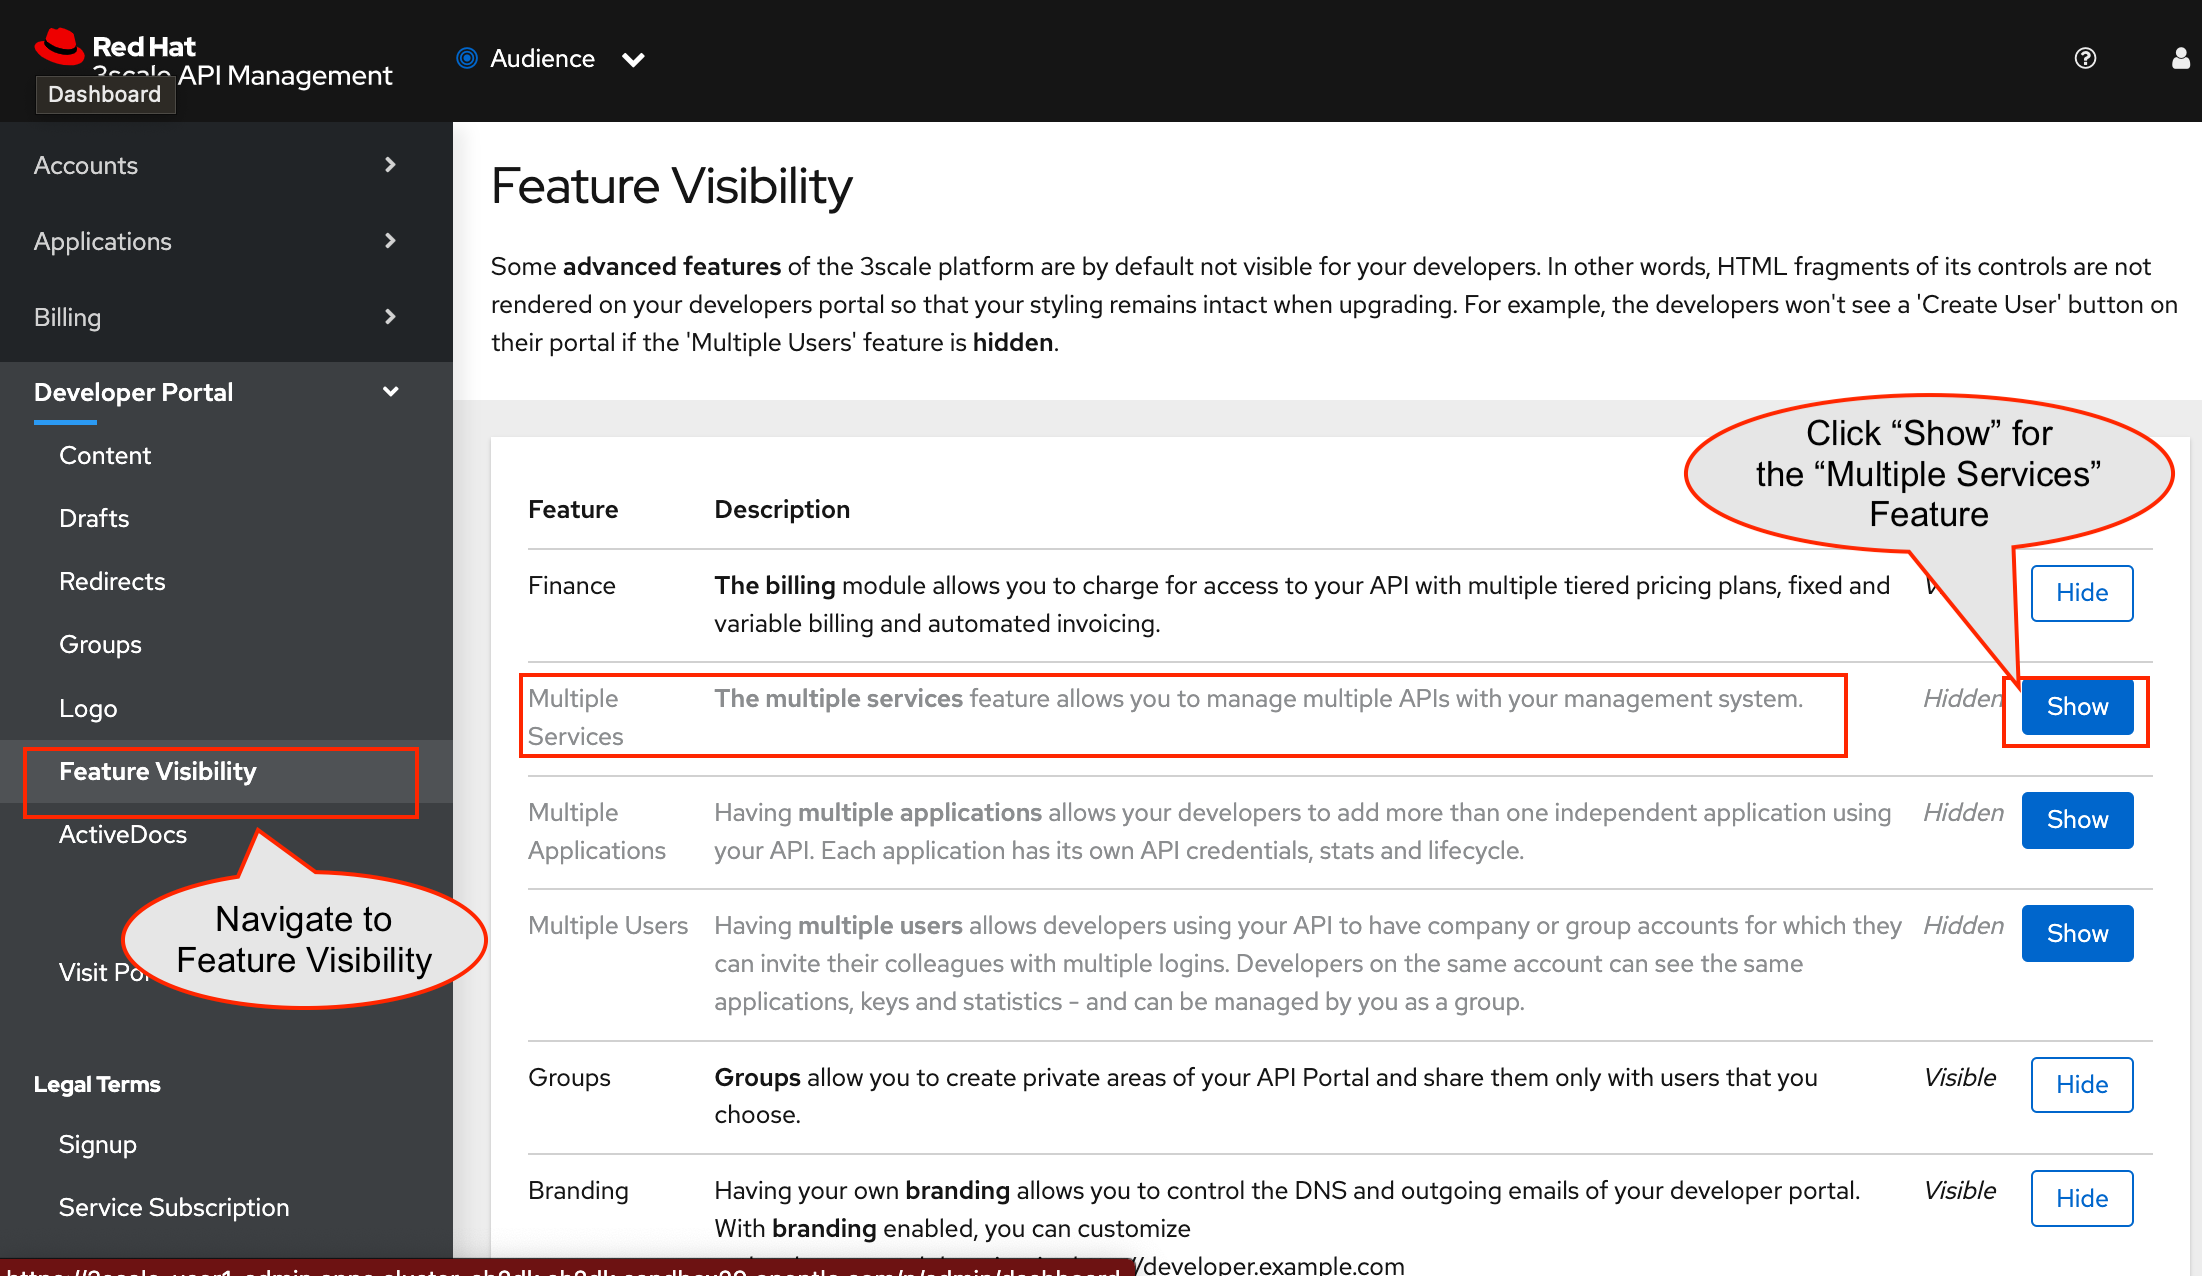 Red Hat
3scale API Management
Dashboard
Audience
Accounts
Applications
Billing
Developer Portal
Content
Drafts
Redirects
Groups
Logo
Feature Visibility
ActiveDocs
Navigate to
Feature Visibility
Visit
Legal Terms
Signup
Service Subscription
Feature Visibility
Some advanced features of the 3scale platform are by default not visible for your developers. In other words, HTML fragments of its controls are not
rendered on your developers portal so that your styling remains intact when upgrading. For example, the developers won't see a 'Create User' button on
their portal if the 'Multiple Users' feature is hidden.
Click “Show” for
the “Multiple Services”
Feature
Feature Description
Finance The billing module allows you to charge for access to your API with multiple tiered pricing plans, fixed and Hide
variable billing and automated invoicing.
Multiple The multiple services feature allows you to manage multiple APIs with your management system. Hidden Show
Services
Multiple Having multiple applications allows your developers to add more than one independent application using Hidden Show
Applications your API. Each application has its own API credentials, stats and lifecycle.
Multiple Users Having multiple users allows developers using your API to have company or group accounts for which they Hidden Show
can invite their colleagues with multiple logins. Developers on the same account can see the same
applications, keys and statistics - and can be managed by you as a group.
Groups Groups allow you to create private areas of your API Portal and share them only with users that you Visible Hide
choose.
Branding Having your own branding allows you to control the DNS and outgoing emails of your developer portal. Visible Hide
With branding enabled, you can customize
//developer.example.com